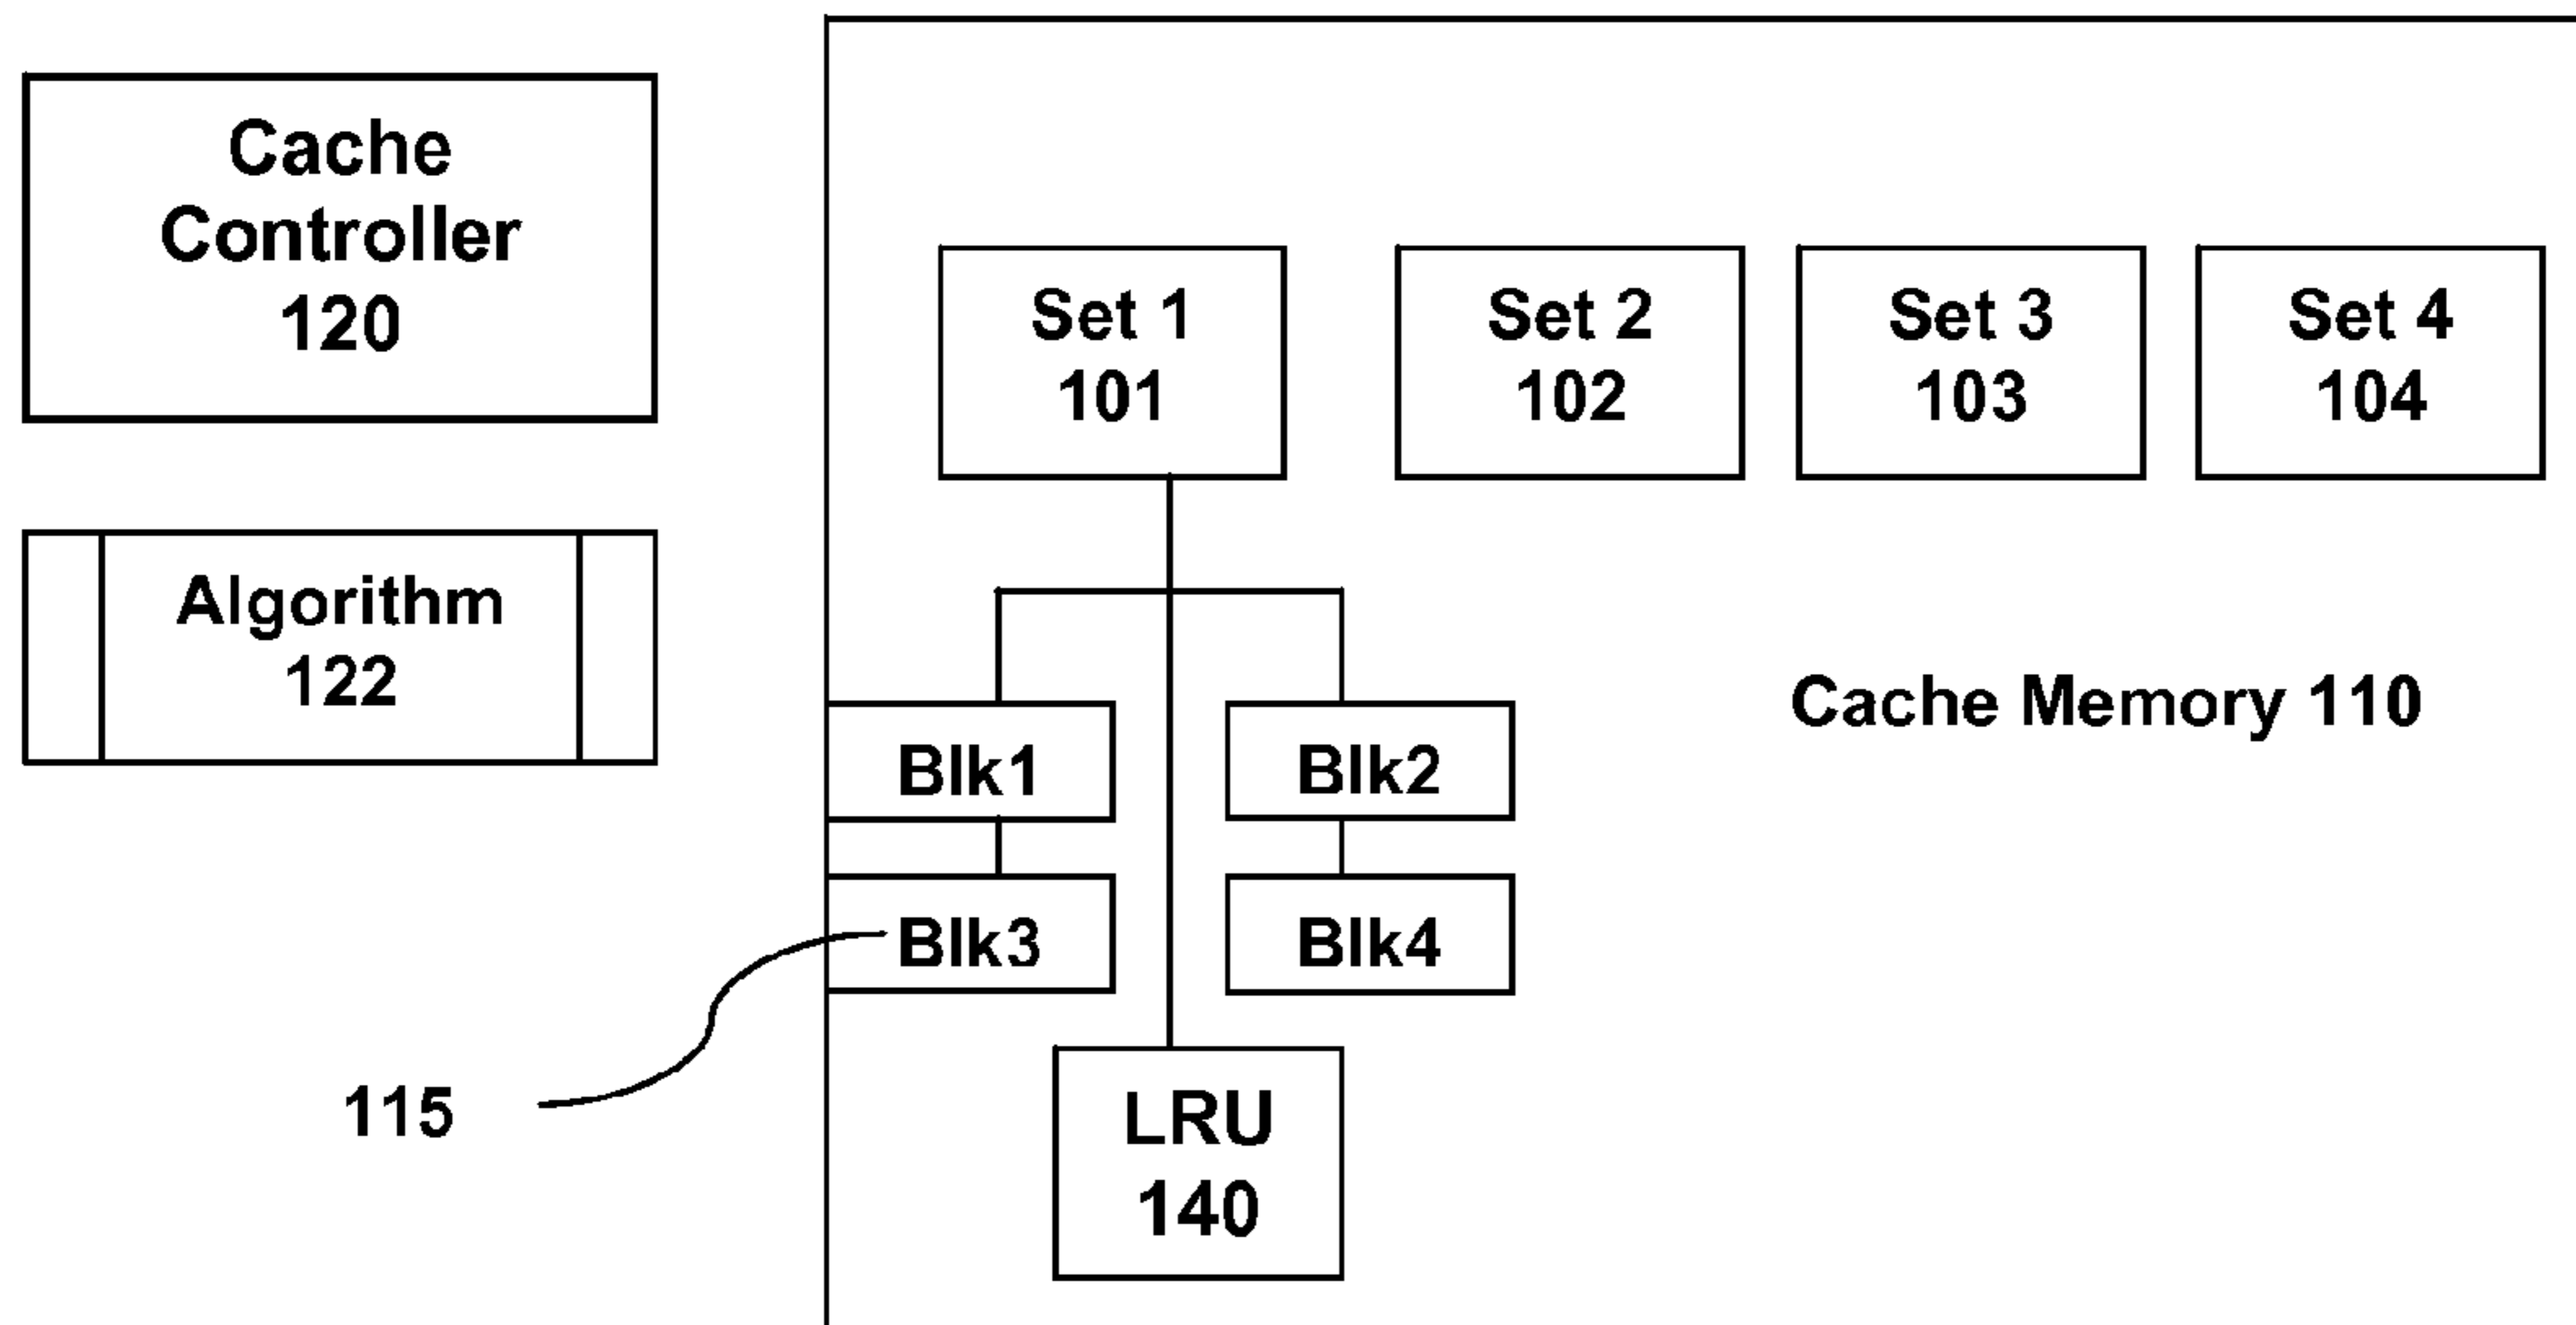 Cache
Controller
120
Set 1
101
Set 2
102
Set 3
103
Set 4
104
Algorithm
122
Cache Memory 110
Blk1
Blk2
Blk3
Blk4
115
LRU
140